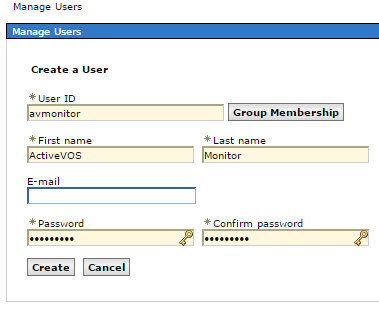 Manage Users
Manage Users
Create a User
* User ID
avmonitor Group Membership
* First name * Last name
ActiveVOS Monitor
E-mail
* Password * Confirm password
••••••••• •••••••••
Create Cancel